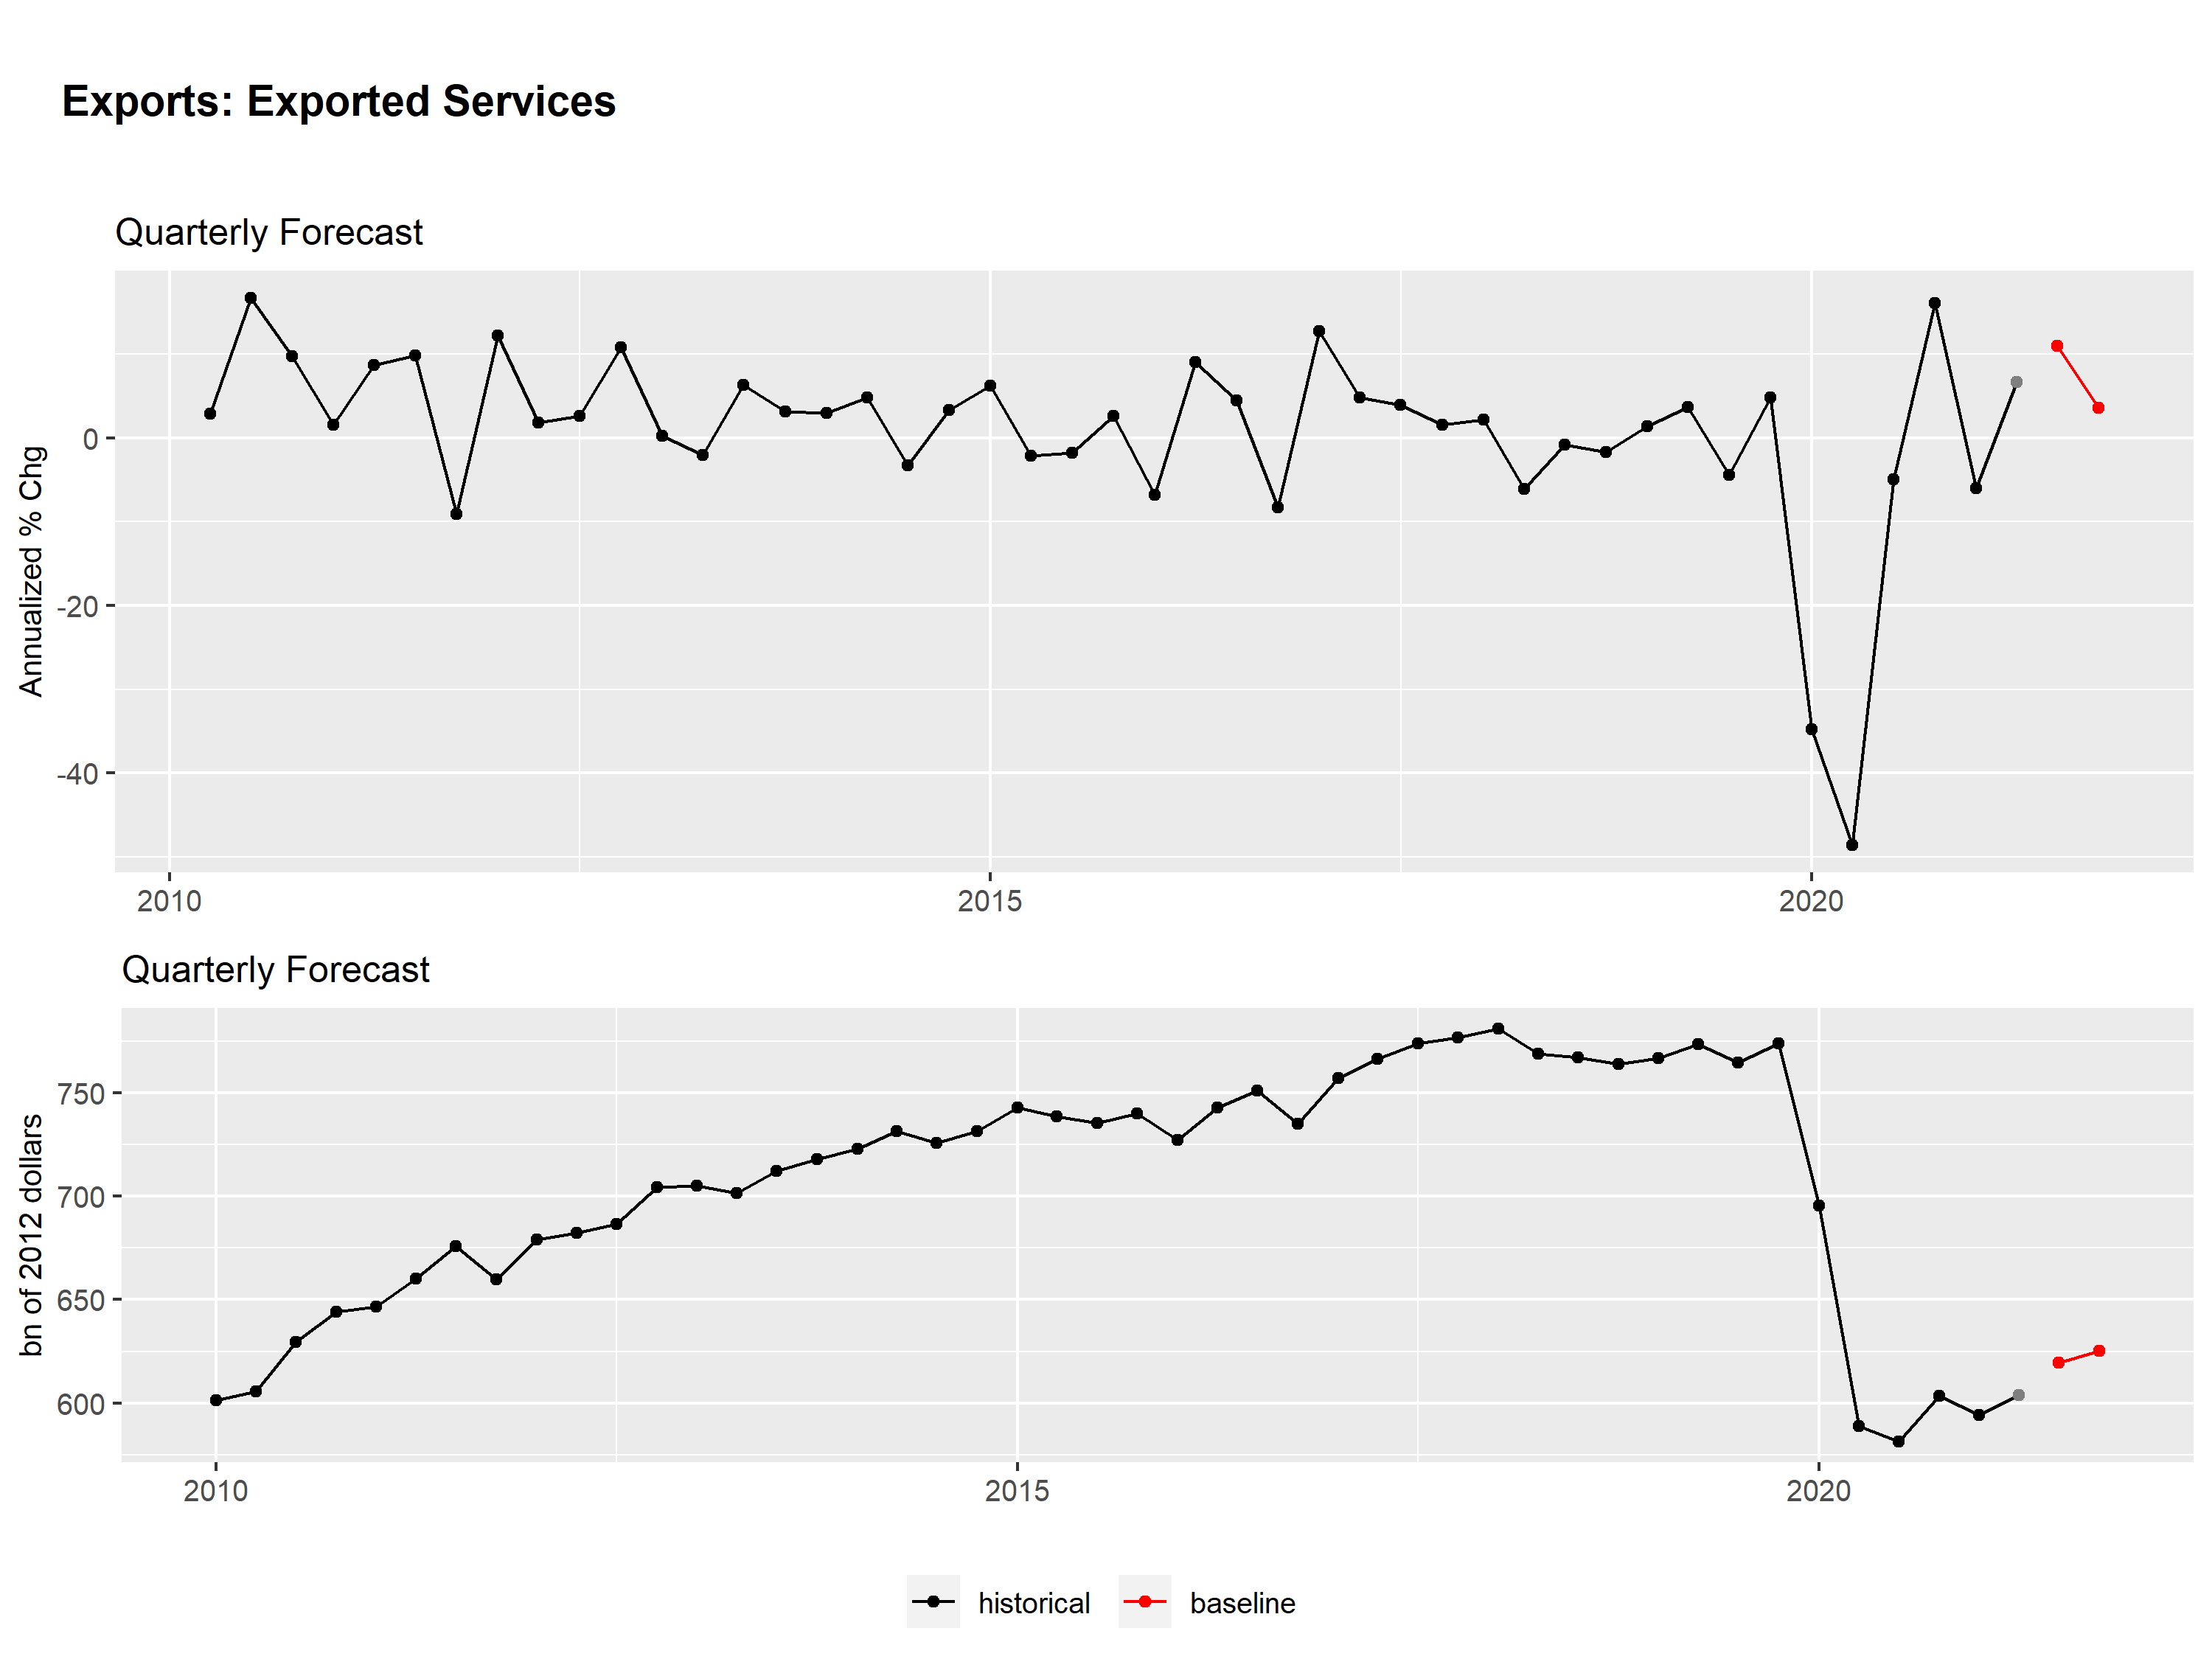 Exports: Exported Services
Quarterly Forecast
Annualized % Chg
0
-20
-40
2010
2015
2020
Quarterly Forecast
bn of 2012 dollars
750
700
650
600
2010
2015
2020
historical
baseline